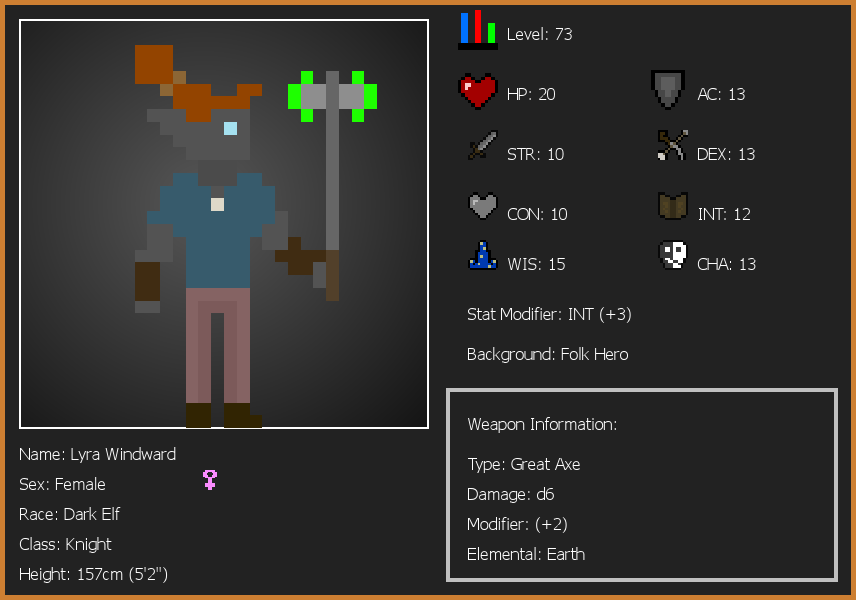 Level: 73
HP: 20
AC: 13
STR: 10
DEX: 13
CON: 10
INT: 12
WIS: 15
CHA: 13
Stat Modifier: INT (+3)
Background: Folk Hero
Weapon Information:
Type: Great Axe
Damage: d6
Modifier: (+2)
Elemental: Earth
Name: Lyra Windward
Sex: Female
Race: Dark Elf
Class: Knight
Height: 157cm (5'2")